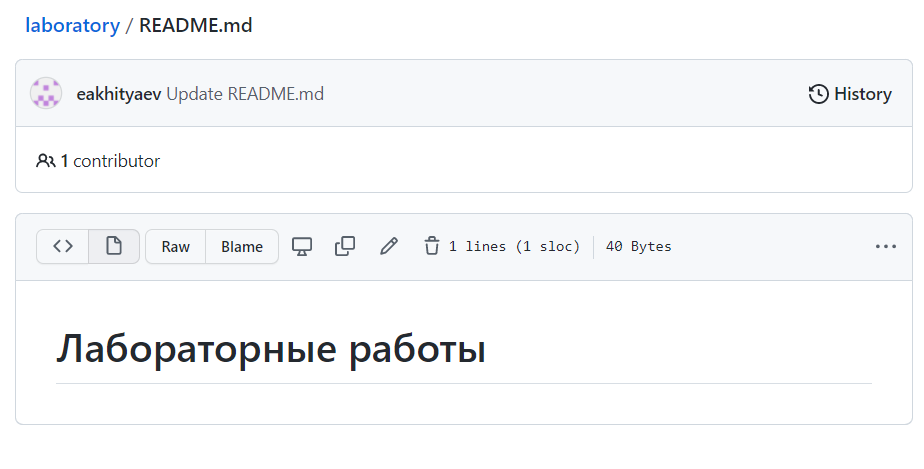 laboratory / README.md
eakhityaev Update README.md History
1 contributor
Raw Blame 1 lines (1 sloc) 40 Bytes
Лабораторные работы